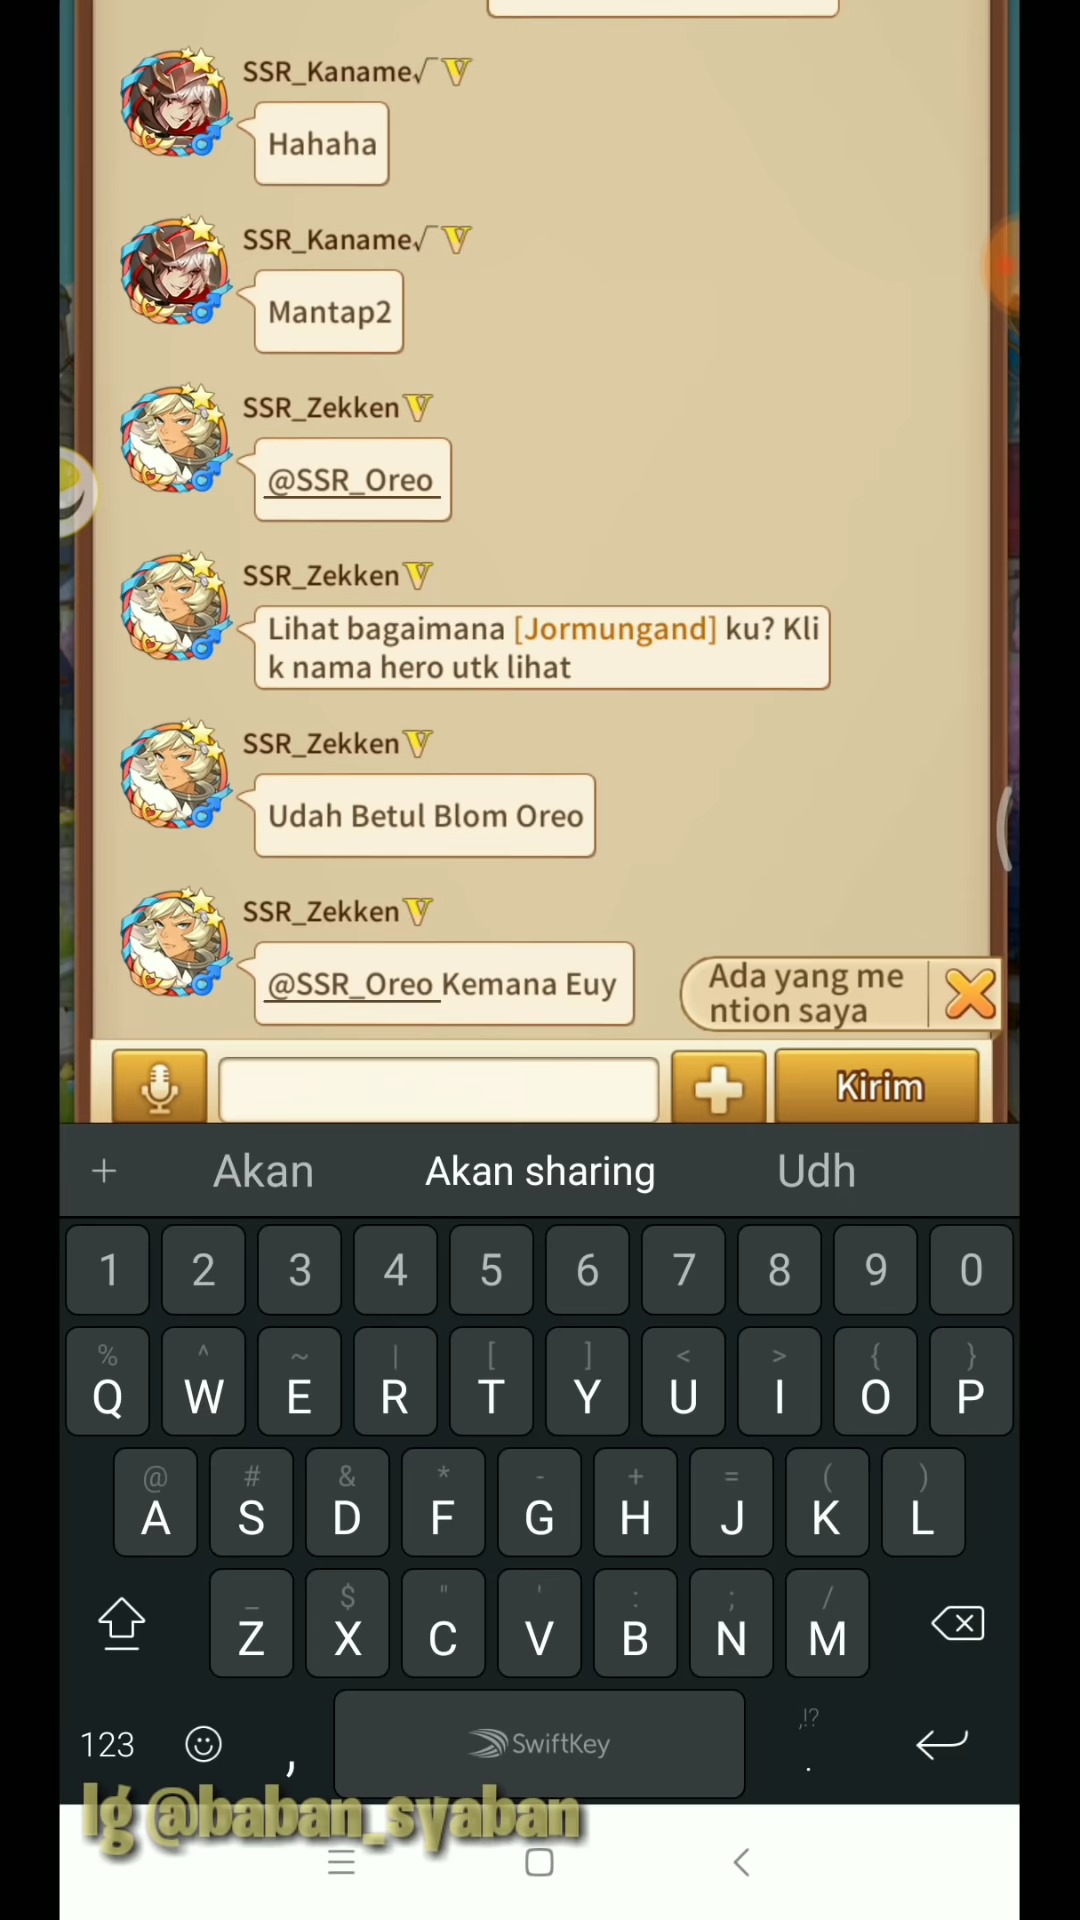 SSR_Kaname√ V
Hahaha
SSR_Kaname√ V
Mantap2
SSR_Zekken V
@SSR_Oreo
SSR_Zekken V
Lihat bagaimana [Jormungand] ku? Kli
k nama hero utk lihat
SSR_Zekken V
Udah Betul Blom Oreo
SSR_Zekken V
@SSR_Oreo Kemana Euy
Ada yang me
ntion saya
Kirim
+ Akan Akan sharing Udh
1 2 3 4 5 6 7 8 9 0
% ^ ~ | [ ] < > { }
Q W E R T Y U I O P
@ # & * - + = ( )
A S D F G H J K L
_ $ " ' : ; /
Z X C V B N M
123 , SwiftKey ,!? .
Ig @baban_syaban